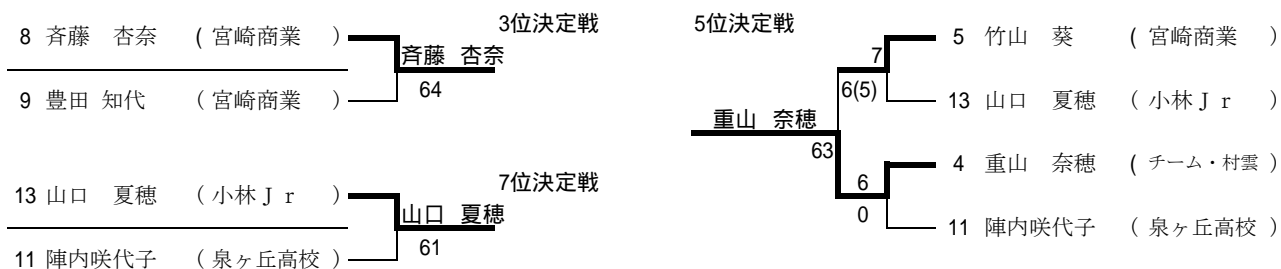 3位決定戦
8 斉藤　杏奈　( 宮崎商業　)
斉藤　杏奈
64
9 豊田 知代　( 宮崎商業　)
7位決定戦
13 山口　夏穂　( 小林Ｊｒ　)
山口　夏穂
61
11 陣内咲代子　( 泉ヶ丘高校 )
5位決定戦
5 竹山　葵　( 宮崎商業　)
7
6(5)
13 山口　夏穂　( 小林Ｊｒ　)
重山　奈穂
63
4 重山　奈穂　( チーム・村雲 )
6
0
11 陣内咲代子　( 泉ヶ丘高校 )